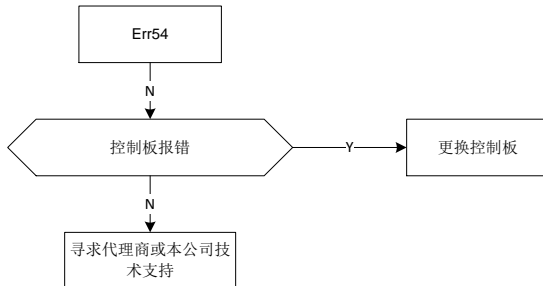 Err54
N
控制板报错
Y
更换控制板
N
寻求代理商或本公司技
术支持